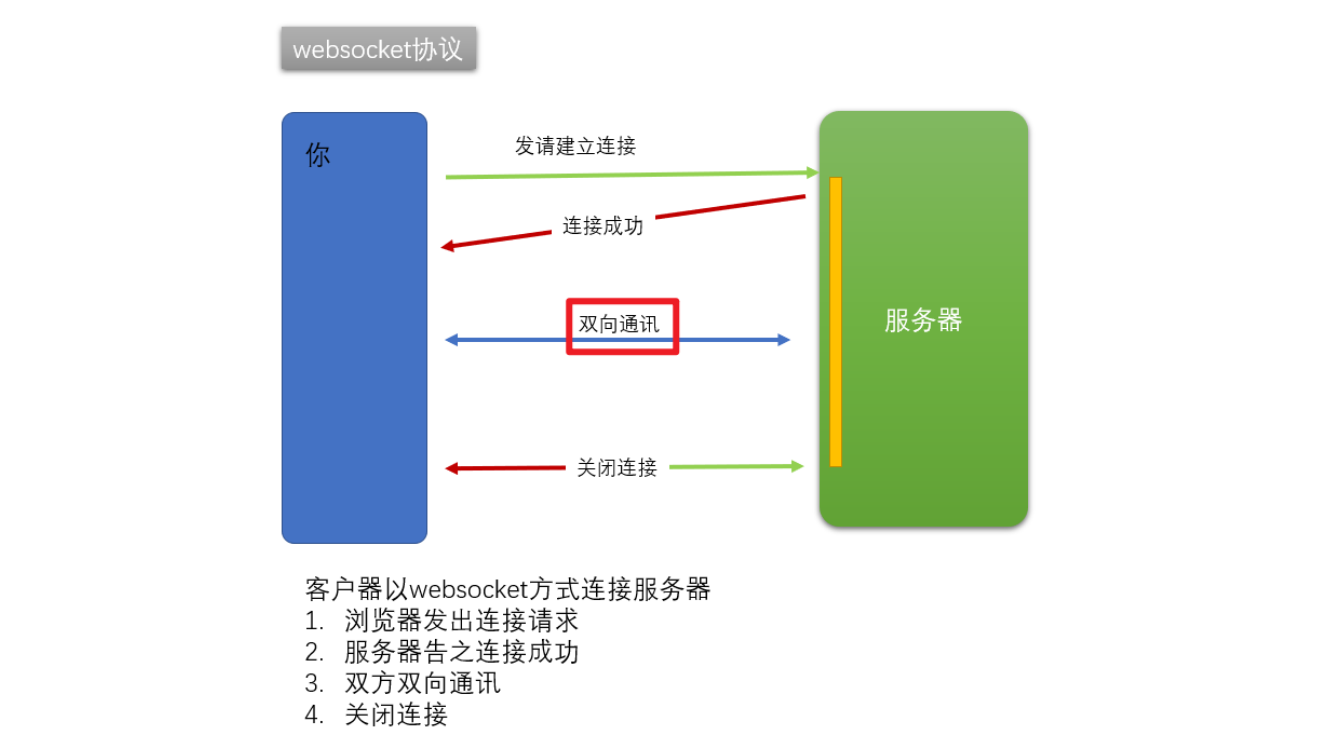 websocket协议
你
发请建立连接
连接成功
双向通讯
服务器
关闭连接
客户器以websocket方式连接服务器
1. 浏览器发出连接请求
2. 服务器告之连接成功
3. 双方双向通讯
4. 关闭连接